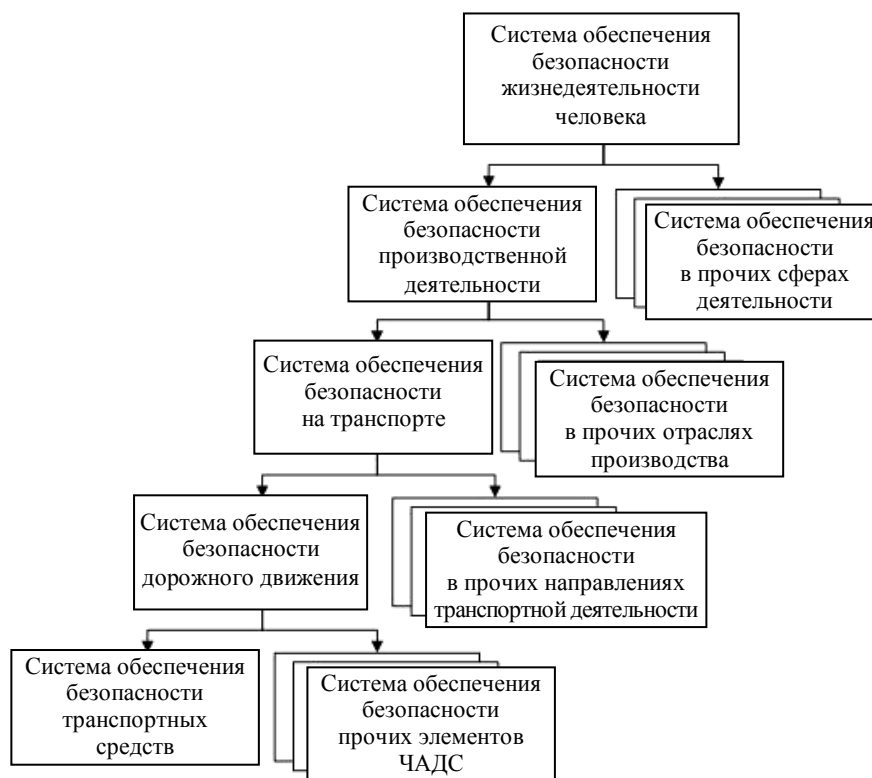 Система обеспечения
безопасности
жизнедеятельности
человека
Система обеспечения
безопасности
производственной
деятельности
Система обеспечения
безопасности
в прочих сферах
деятельности
Система обеспечения
безопасности
на транспорте
Система обеспечения
безопасности
в прочих отраслях
производства
Система обеспечения
безопасности
дорожного движения
Система обеспечения
безопасности
в прочих направлениях
транспортной деятельности
Система обеспечения
безопасности
транспортных
средств
Система обеспечения
безопасности
прочих элементов
ЧАДС